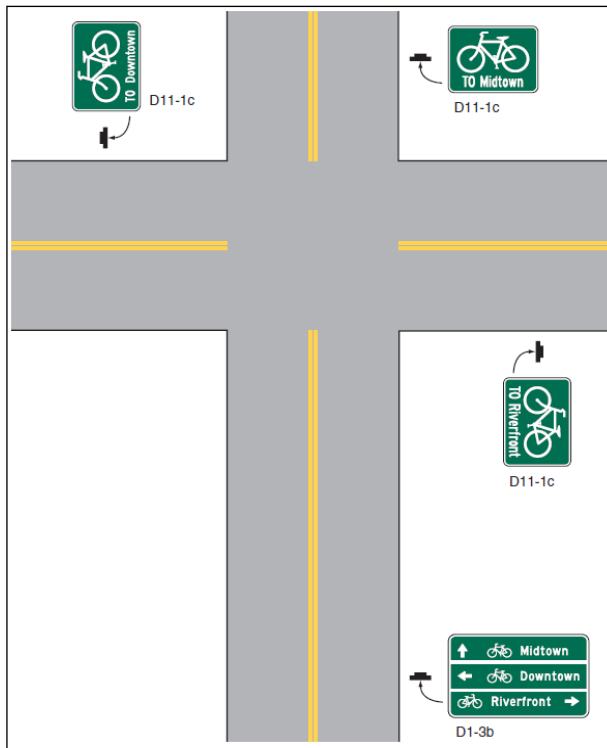 TO Downtown
D11-1c
TO Midtown
D11-1c
TO Riverfront
D11-1c
Midtown
Downtown
Riverfront
D1-3b